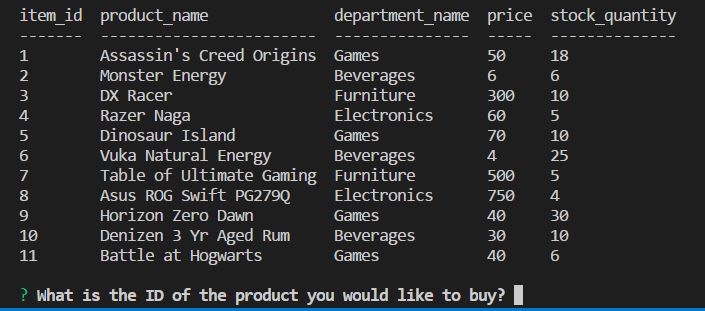 item_id  product_name              department_name  price  stock_quantity
-------  ------------------------  ---------------  -----  --------------
1        Assassin's Creed Origins  Games            50     18
2        Monster Energy            Beverages        6      6
3        DX Racer                  Furniture        300    10
4        Razer Naga                Electronics      60     5
5        Dinosaur Island           Games            70     10
6        Vuka Natural Energy       Beverages        4      25
7        Table of Ultimate Gaming  Furniture        500    5
8        Asus ROG Swift PG279Q     Electronics      750    4
9        Horizon Zero Dawn         Games            40     30
10       Denizen 3 Yr Aged Rum     Beverages        30     10
11       Battle at Hogwarts        Games            40     6
? What is the ID of the product you would like to buy?